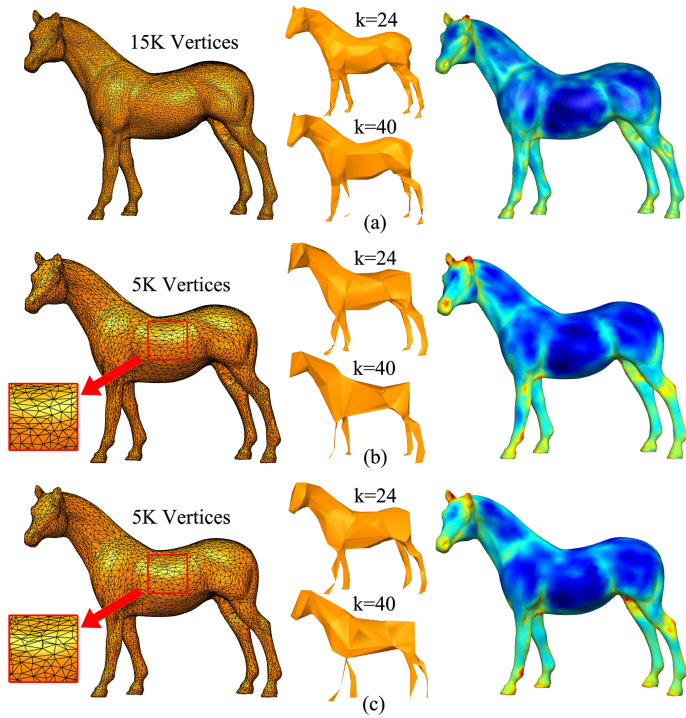 15K Vertices
k=24
k=40
(a)
5K Vertices
k=24
k=40
(b)
5K Vertices
k=24
k=40
(c)